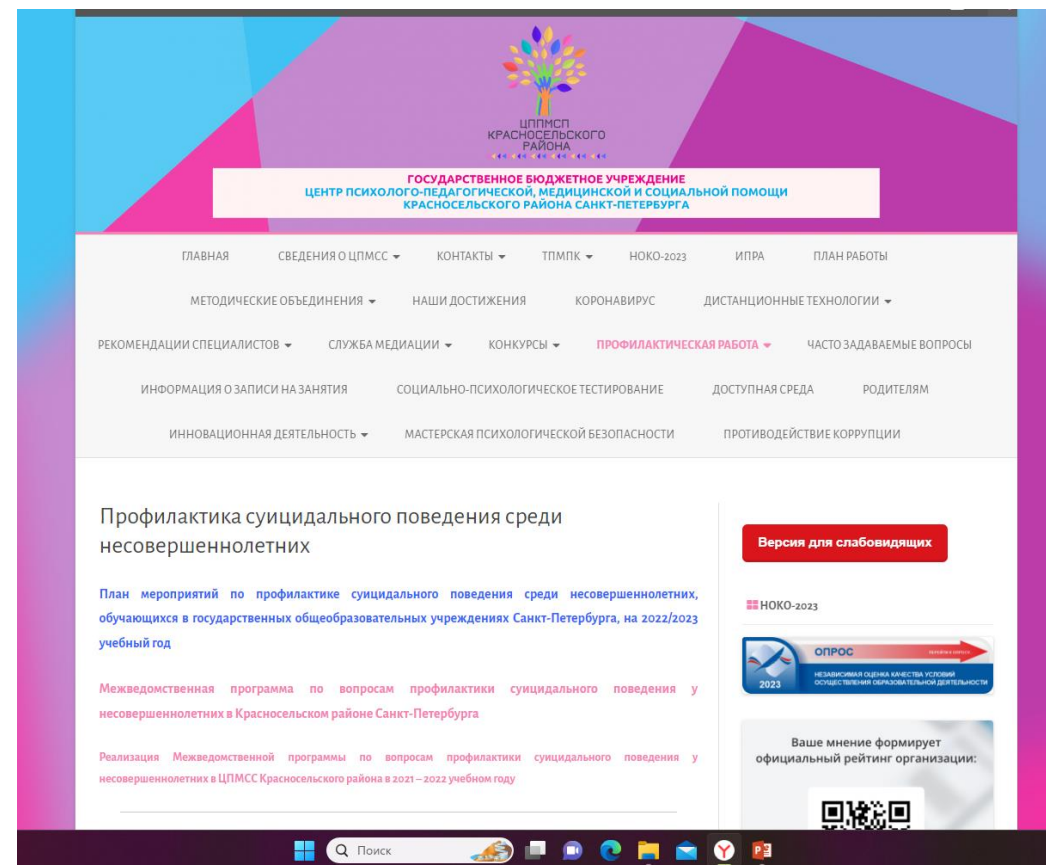 ЦППМСП
КРАСНОСЕЛЬСКОГО
РАЙОНА
ГОСУДАРСТВЕННОЕ БЮДЖЕТНОЕ УЧРЕЖДЕНИЕ
ЦЕНТР ПСИХОЛОГО-ПЕДАГОГИЧЕСКОЙ, МЕДИЦИНСКОЙ И СОЦИАЛЬНОЙ ПОМОЩИ
КРАСНОСЕЛЬСКОГО РАЙОНА САНКТ-ПЕТЕРБУРГА
ГЛАВНАЯ СВЕДЕНИЯ О ЦПМСС КОНТАКТЫ ТПМПК НОКО-2023 ИПРА ПЛАН РАБОТЫ
МЕТОДИЧЕСКИЕ ОБЪЕДИНЕНИЯ НАШИ ДОСТИЖЕНИЯ КОРОНАВИРУС ДИСТАНЦИОННЫЕ ТЕХНОЛОГИИ
РЕКОМЕНДАЦИИ СПЕЦИАЛИСТОВ СЛУЖБА МЕДИАЦИИ КОНКУРСЫ ПРОФИЛАКТИЧЕСКАЯ РАБОТА ЧАСТО ЗАДАВАЕМЫЕ ВОПРОСЫ
ИНФОРМАЦИЯ О ЗАПИСИ НА ЗАНЯТИЯ СОЦИАЛЬНО-ПСИХОЛОГИЧЕСКОЕ ТЕСТИРОВАНИЕ ДОСТУПНАЯ СРЕДА РОДИТЕЛЯМ
ИННОВАЦИОННАЯ ДЕЯТЕЛЬНОСТЬ МАСТЕРСКАЯ ПСИХОЛОГИЧЕСКОЙ БЕЗОПАСНОСТИ ПРОТИВОДЕЙСТВИЕ КОРРУПЦИИ
Профилактика суицидального поведения среди
несовершеннолетних
План мероприятий по профилактике суицидального поведения среди несовершеннолетних,
обучающихся в государственных общеобразовательных учреждениях Санкт-Петербурга, на 2022/2023
учебный год
Межведомственная программа по вопросам профилактики суицидального поведения у
несовершеннолетних в Красносельском районе Санкт-Петербурга
Реализация Межведомственной программы по вопросам профилактики суицидального поведения у
несовершеннолетних в ЦПМСС Красносельского района в 2021 – 2022 учебном году
Версия для слабовидящих
НОКО-2023
ОПРОС
2023
НЕЗАВИСИМАЯ ОЦЕНКА КАЧЕСТВА УСЛОВИЙ
ОСУЩЕСТВЛЕНИЯ ОБРАЗОВАТЕЛЬНОЙ ДЕЯТЕЛЬНОСТИ
Ваше мнение формирует
официальный рейтинг организации:
Поиск